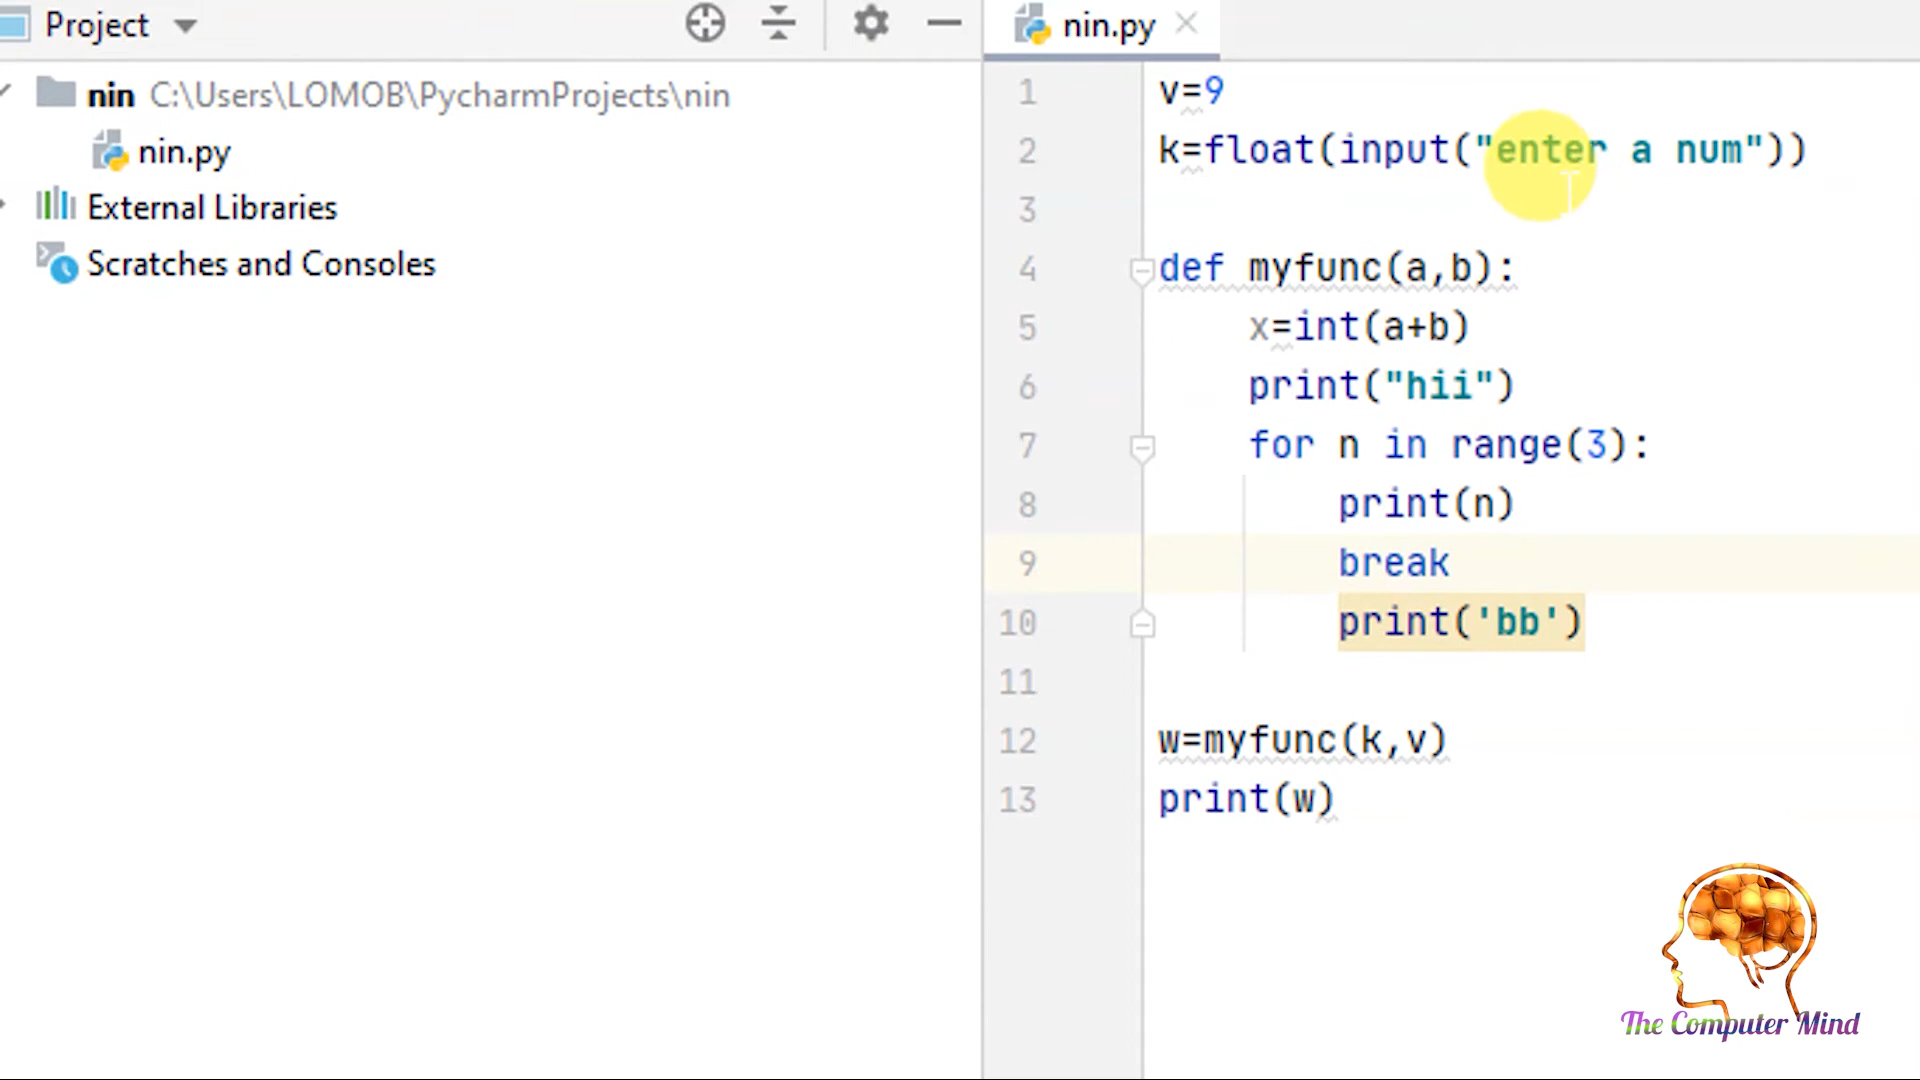 Project
nin C:\Users\LOMOB\PycharmProjects\nin
nin.py
External Libraries
Scratches and Consoles
nin.py
1 v=9
2 k=float(input("enter a num"))
3
4 def myfunc(a,b):
5 x=int(a+b)
6 print("hii")
7 for n in range(3):
8 print(n)
9 break
10 print('bb')
11
12 w=myfunc(k,v)
13 print(w)
The Computer Mind